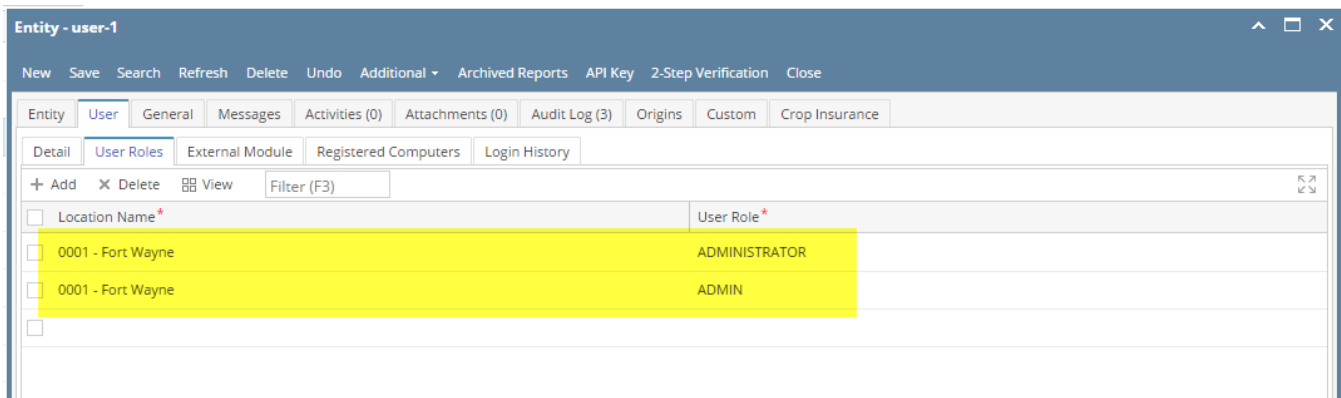 Entity - user-1
New Save Search Refresh Delete Undo Additional Archived Reports API Key 2-Step Verification Close
Entity User General Messages Activities (0) Attachments (0) Audit Log (3) Origins Custom Crop Insurance
Detail User Roles External Module Registered Computers Login History
+ Add × Delete View Filter (F3)
Location Name* User Role*
0001 - Fort Wayne ADMINISTRATOR
0001 - Fort Wayne ADMIN